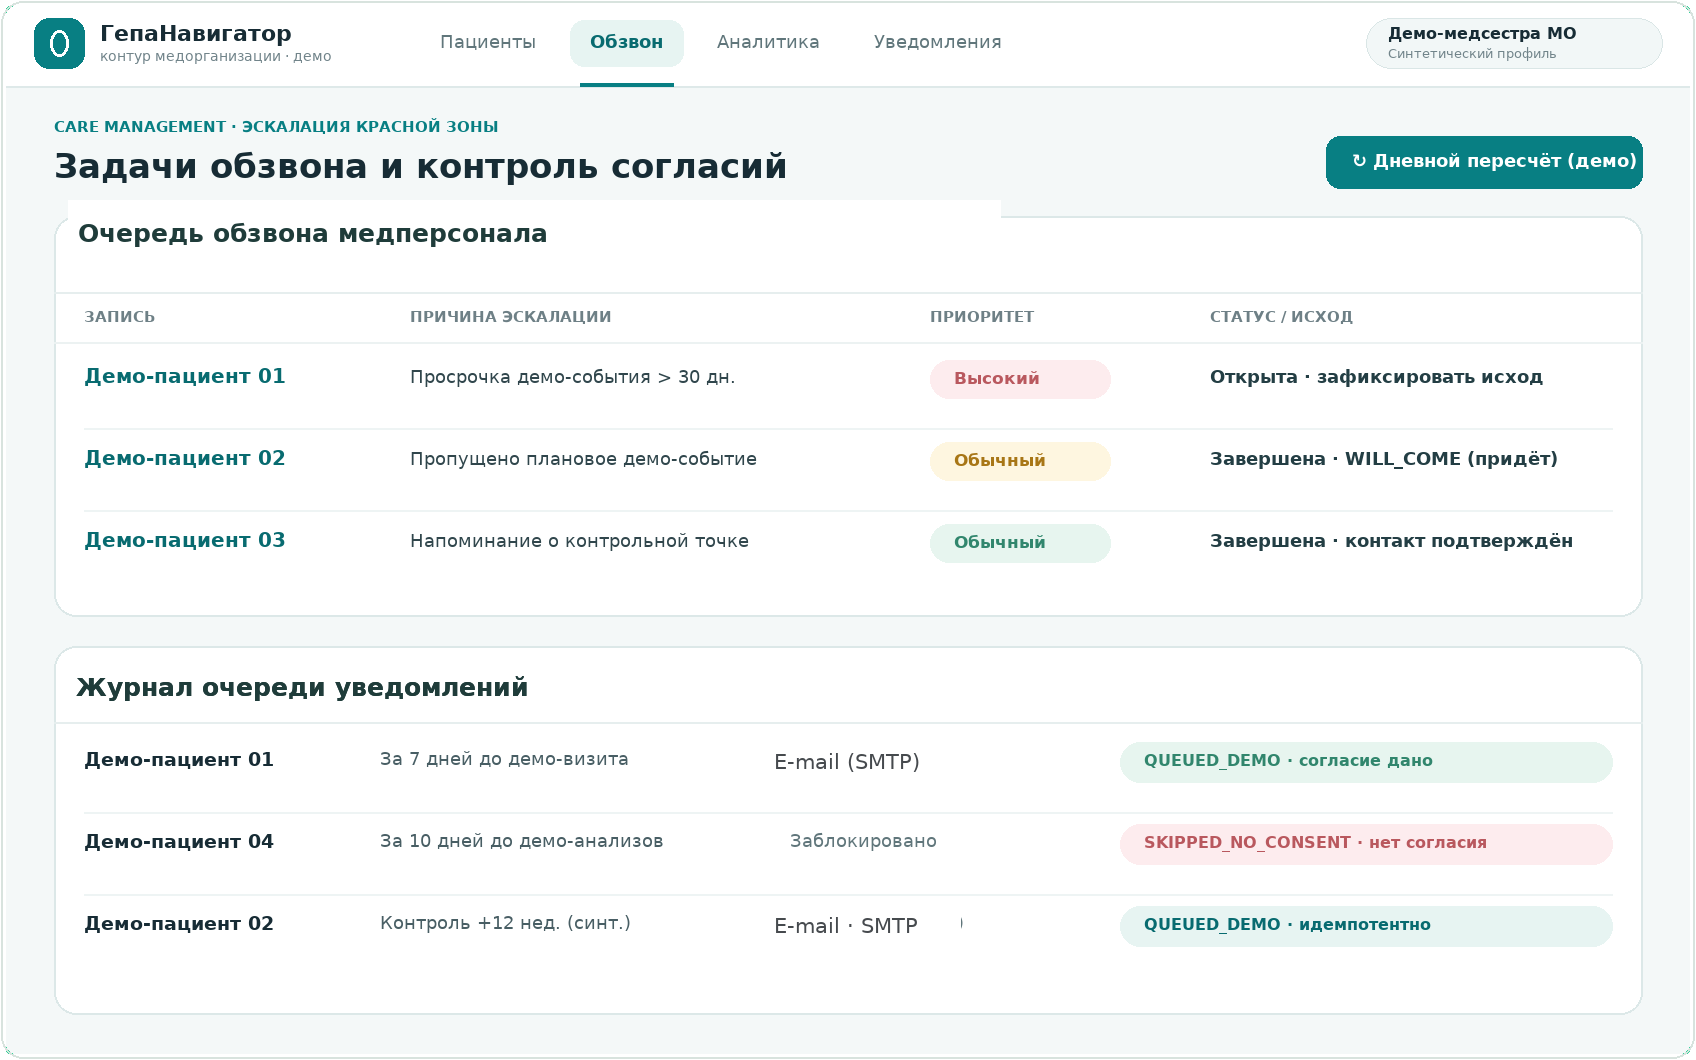 ГепаНавигатор
контур медорганизации · демо
Пациенты
Обзвон
Аналитика
Уведомления
Демо-медсестра МО
Синтетический профиль
CARE MANAGEMENT · ЭСКАЛАЦИЯ КРАСНОЙ ЗОНЫ
Задачи обзвона и контроль согласий
↻ Дневной пересчёт (демо)
Очередь обзвона медперсонала
ЗАПИСЬ
ПРИЧИНА ЭСКАЛАЦИИ
ПРИОРИТЕТ
СТАТУС / ИСХОД
Демо-пациент 01
Просрочка демо-события > 30 дн.
Высокий
Открыта · зафиксировать исход
Демо-пациент 02
Пропущено плановое демо-событие
Обычный
Завершена · WILL_COME (придёт)
Демо-пациент 03
Напоминание о контрольной точке
Обычный
Завершена · контакт подтверждён
Журнал очереди уведомлений
Демо-пациент 01
За 7 дней до демо-визита
E-mail (SMTP)
QUEUED_DEMO · согласие дано
Демо-пациент 04
За 10 дней до демо-анализов
Заблокировано
SKIPPED_NO_CONSENT · нет согласия
Демо-пациент 02
Контроль +12 нед. (синт.)
E-mail · SMTP )
QUEUED_DEMO · идемпотентно